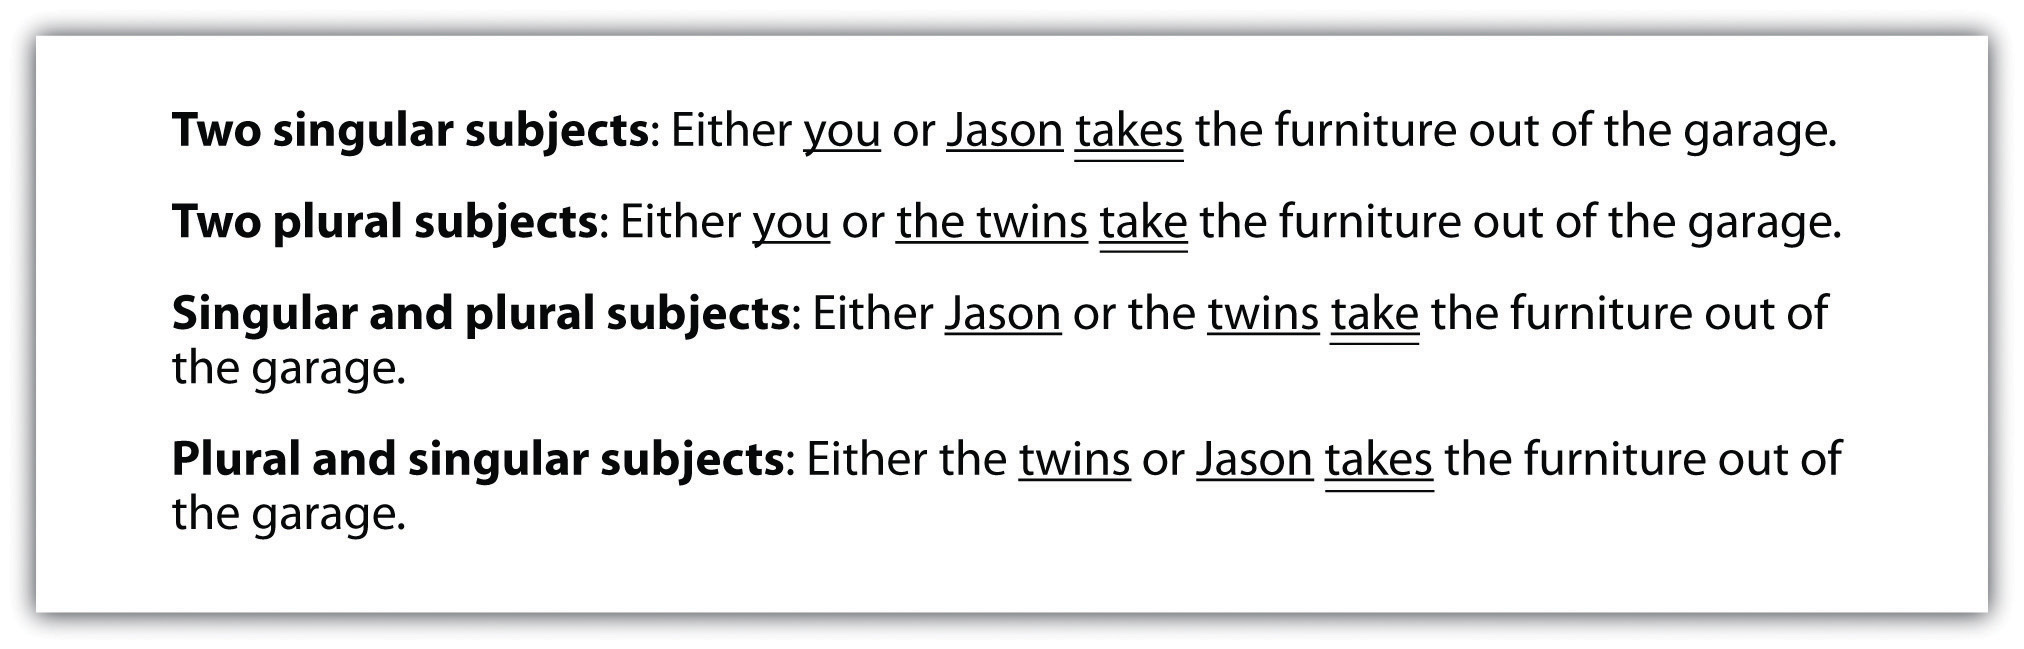 Two singular subjects: Either you or Jason takes the furniture out of the garage.
Two plural subjects: Either you or the twins take the furniture out of the garage.
Singular and plural subjects: Either Jason or the twins take the furniture out of
the garage.
Plural and singular subjects: Either the twins or Jason takes the furniture out of
the garage.